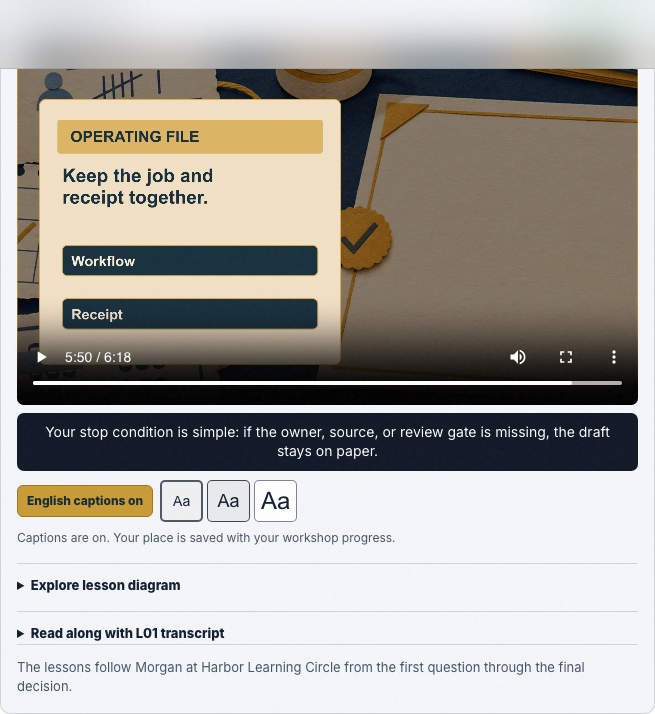 OPERATING FILE
Keep the job and
receipt together.
Workflow
Receipt
5:50 / 6:18
Your stop condition is simple: if the owner, source, or review gate is missing, the draft
stays on paper.
English captions on
Aa
Aa
Aa
Captions are on. Your place is saved with your workshop progress.
Explore lesson diagram
Read along with L01 transcript
The lessons follow Morgan at Harbor Learning Circle from the first question through the final
decision.